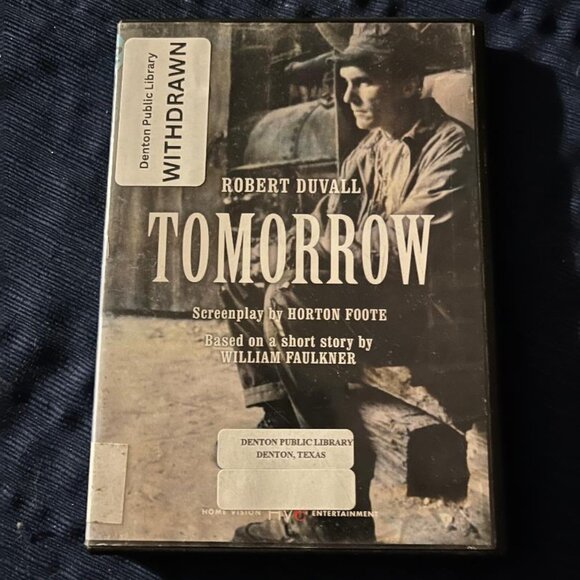 Denton Public Library
WITHDRAWN
ROBERT DUVALL
TOMORROW
Screenplay by HORTON FOOTE
Based on a short story by
WILLIAM FAULKNER
DENTON PUBLIC LIBRARY
DENTON, TEXAS
HOME VISION HVe ENTERTAINMENT